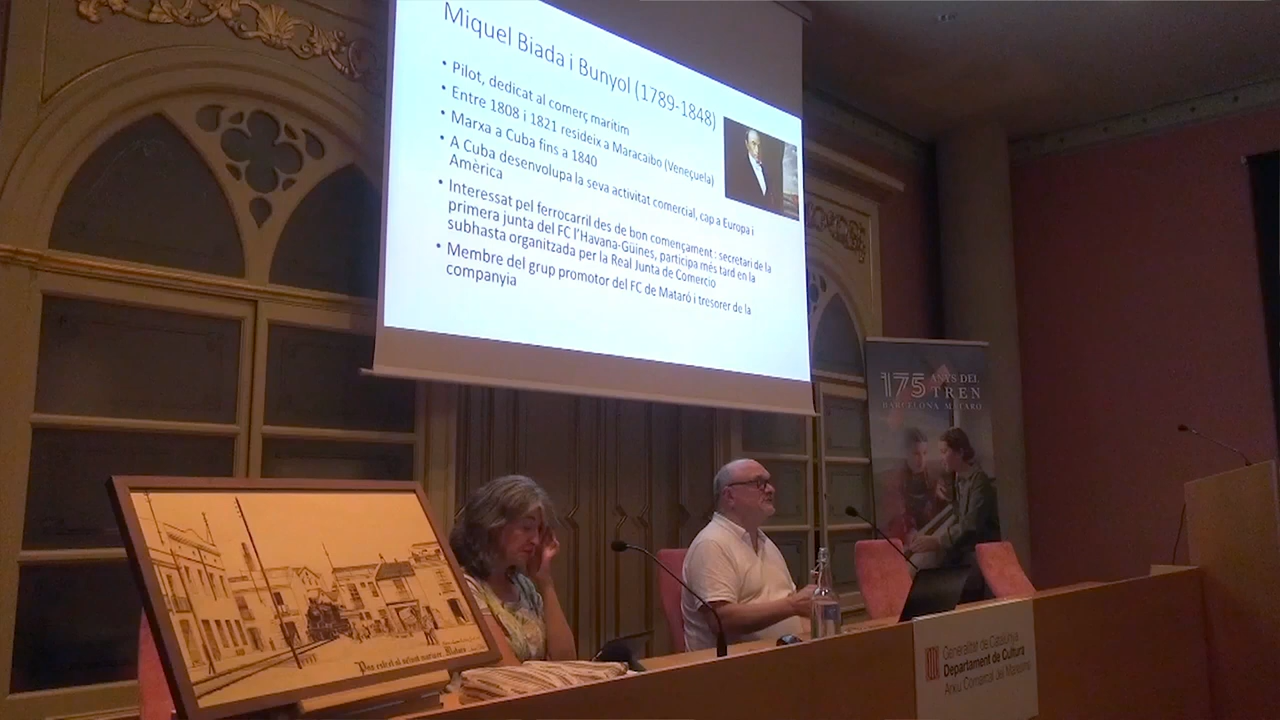 Miquel Biada i Bunyol (1789-1848)
• Pilot, dedicat al comerç marítim
• Entre 1808 i 1821 resideix a Maracaibo (Veneçuela)
• Marxa a Cuba fins a 1840
• A Cuba desenvolupa la seva activitat comercial, cap a Europa i
Amèrica
• Interessat pel ferrocarril des de bon començament : secretari de la
primera junta del FC l'Havana-Güines, participa més tard en la
subhasta organitzada per la Real Junta de Comercio
• Membre del grup promotor del FC de Mataró i tresorer de la
companyia
175 ANYS DEL
TREN
BARCELONA MATARÓ
Generalitat de Catalunya
Departament de Cultura
Arxiu Comarcal del Maresme